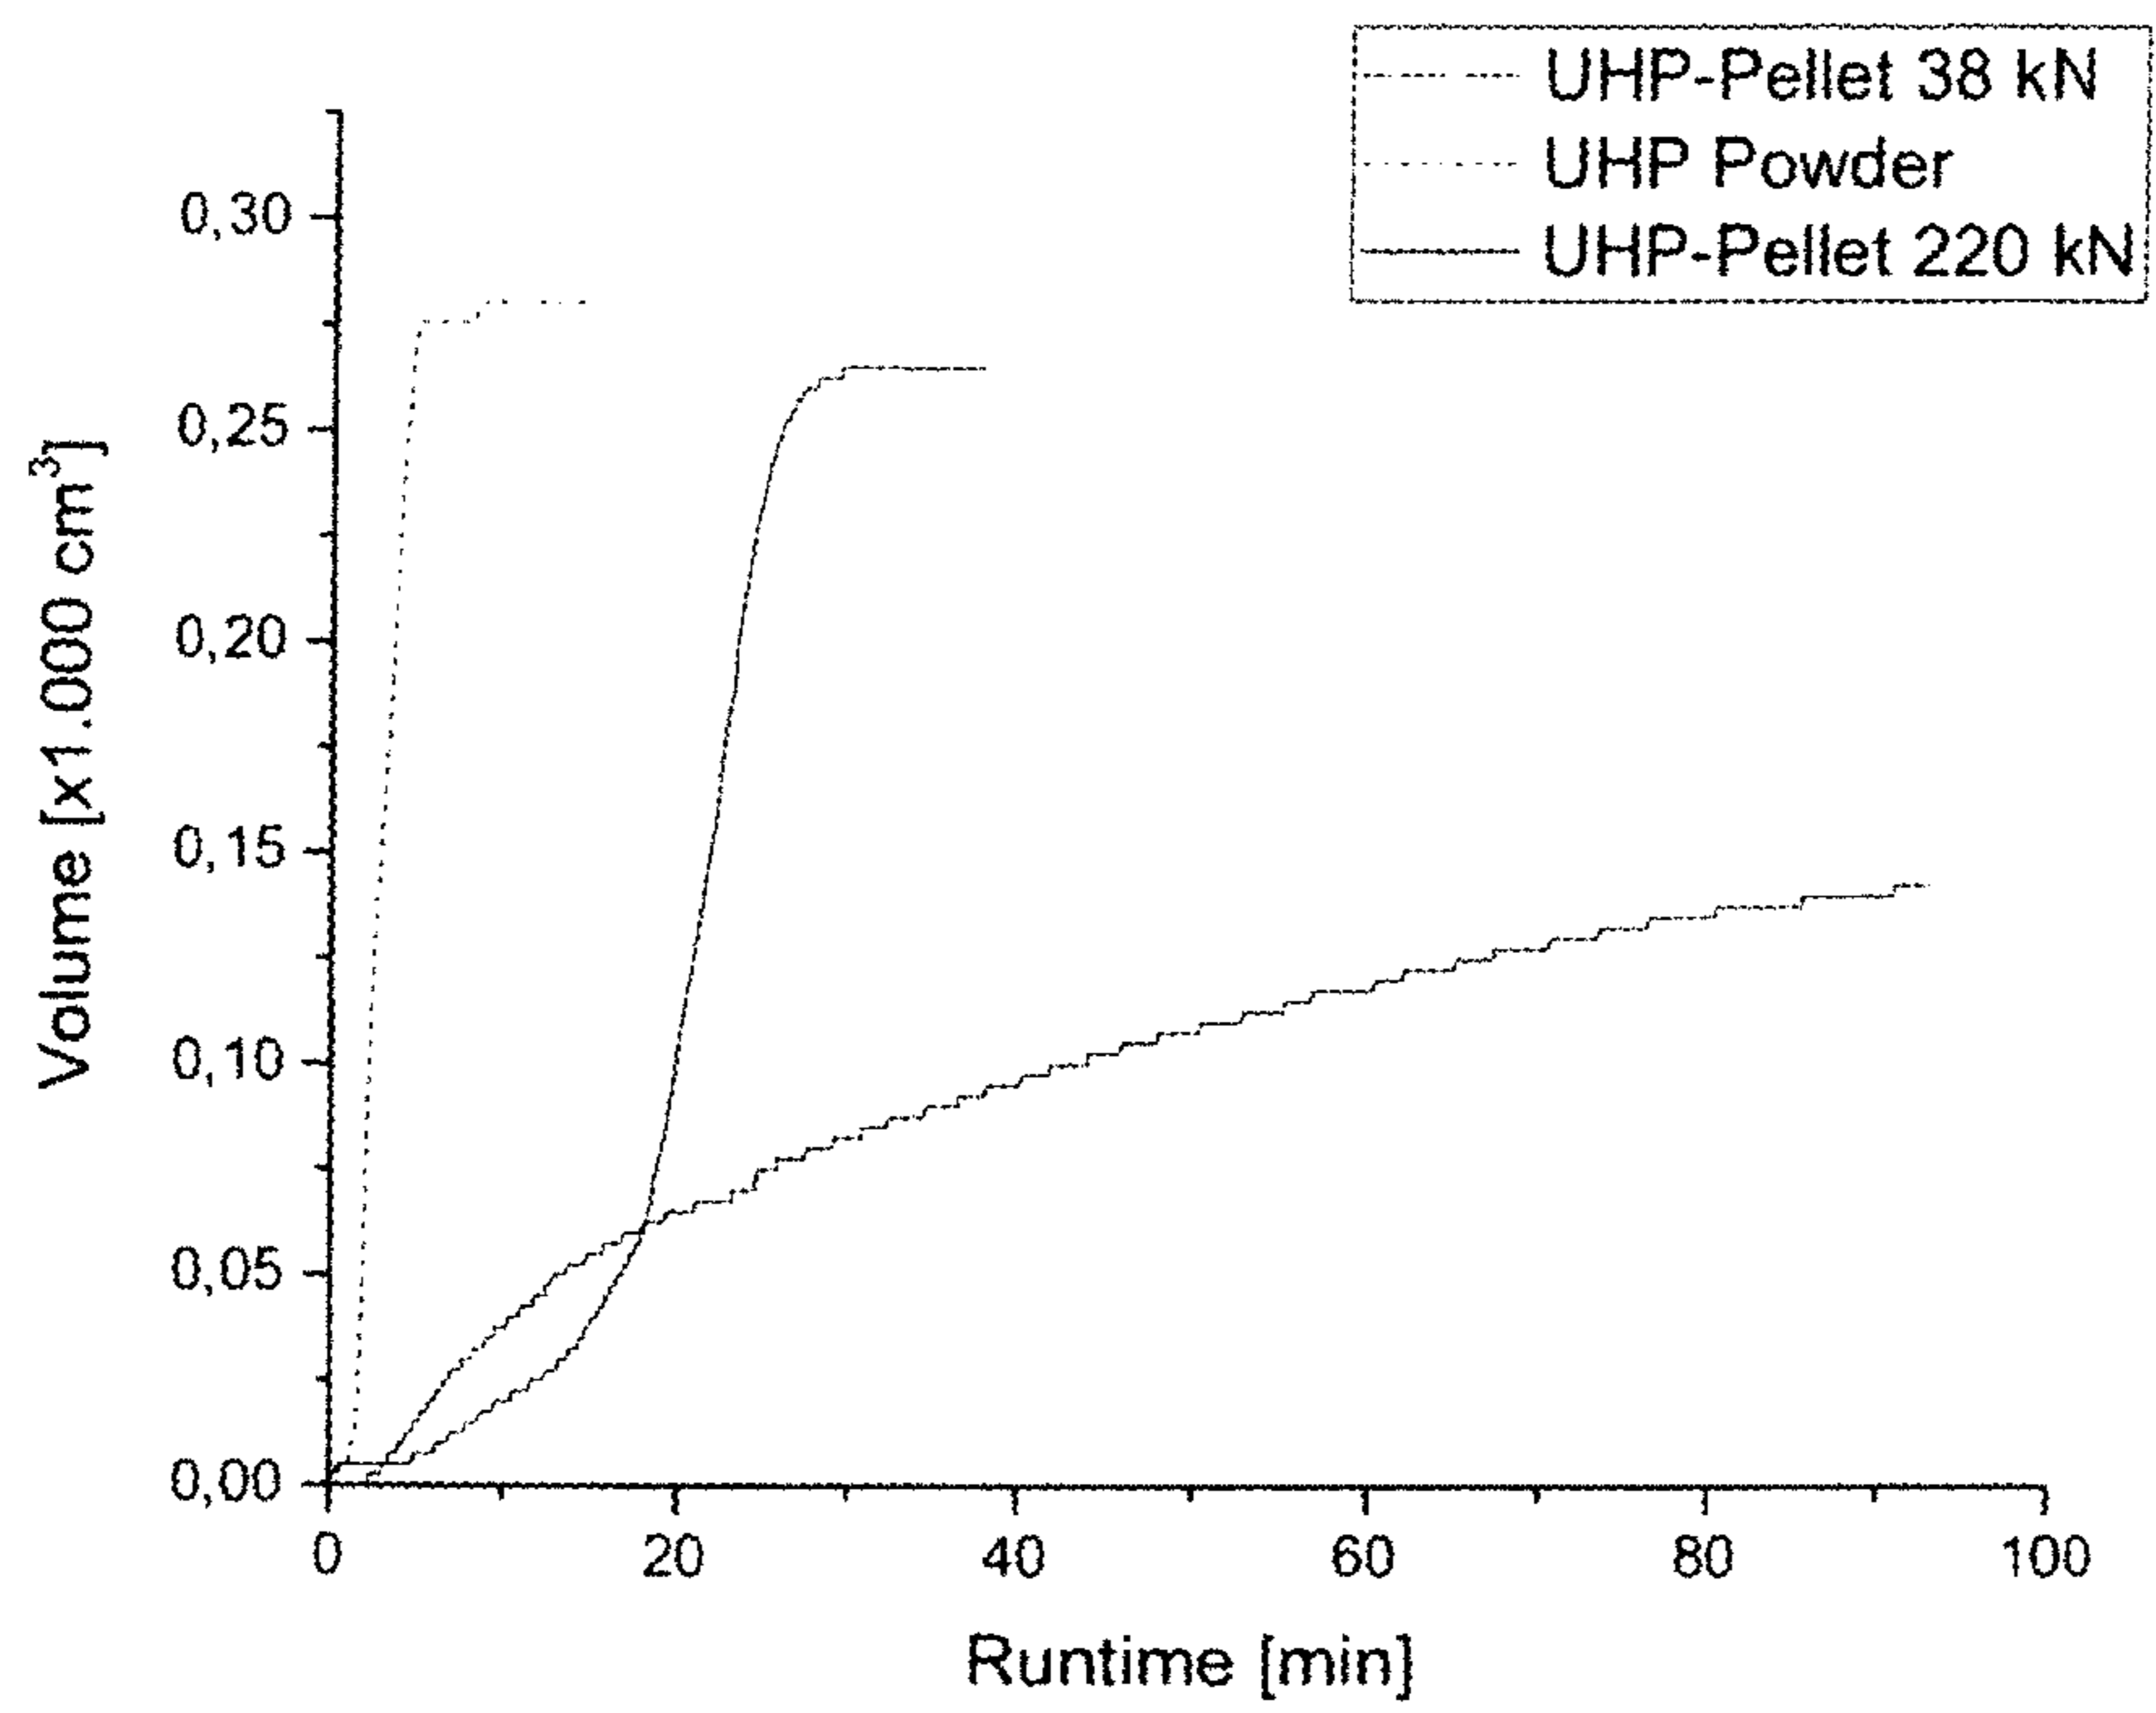 UHP-Pellet 38 kN
UHP Powder
UHP-Pellet 220 kN
Volume [x1.000 cm³]
0,30
0,25
0,20
0,15
0,10
0,05
0,00
0 20 40 60 80 100
Runtime [min]